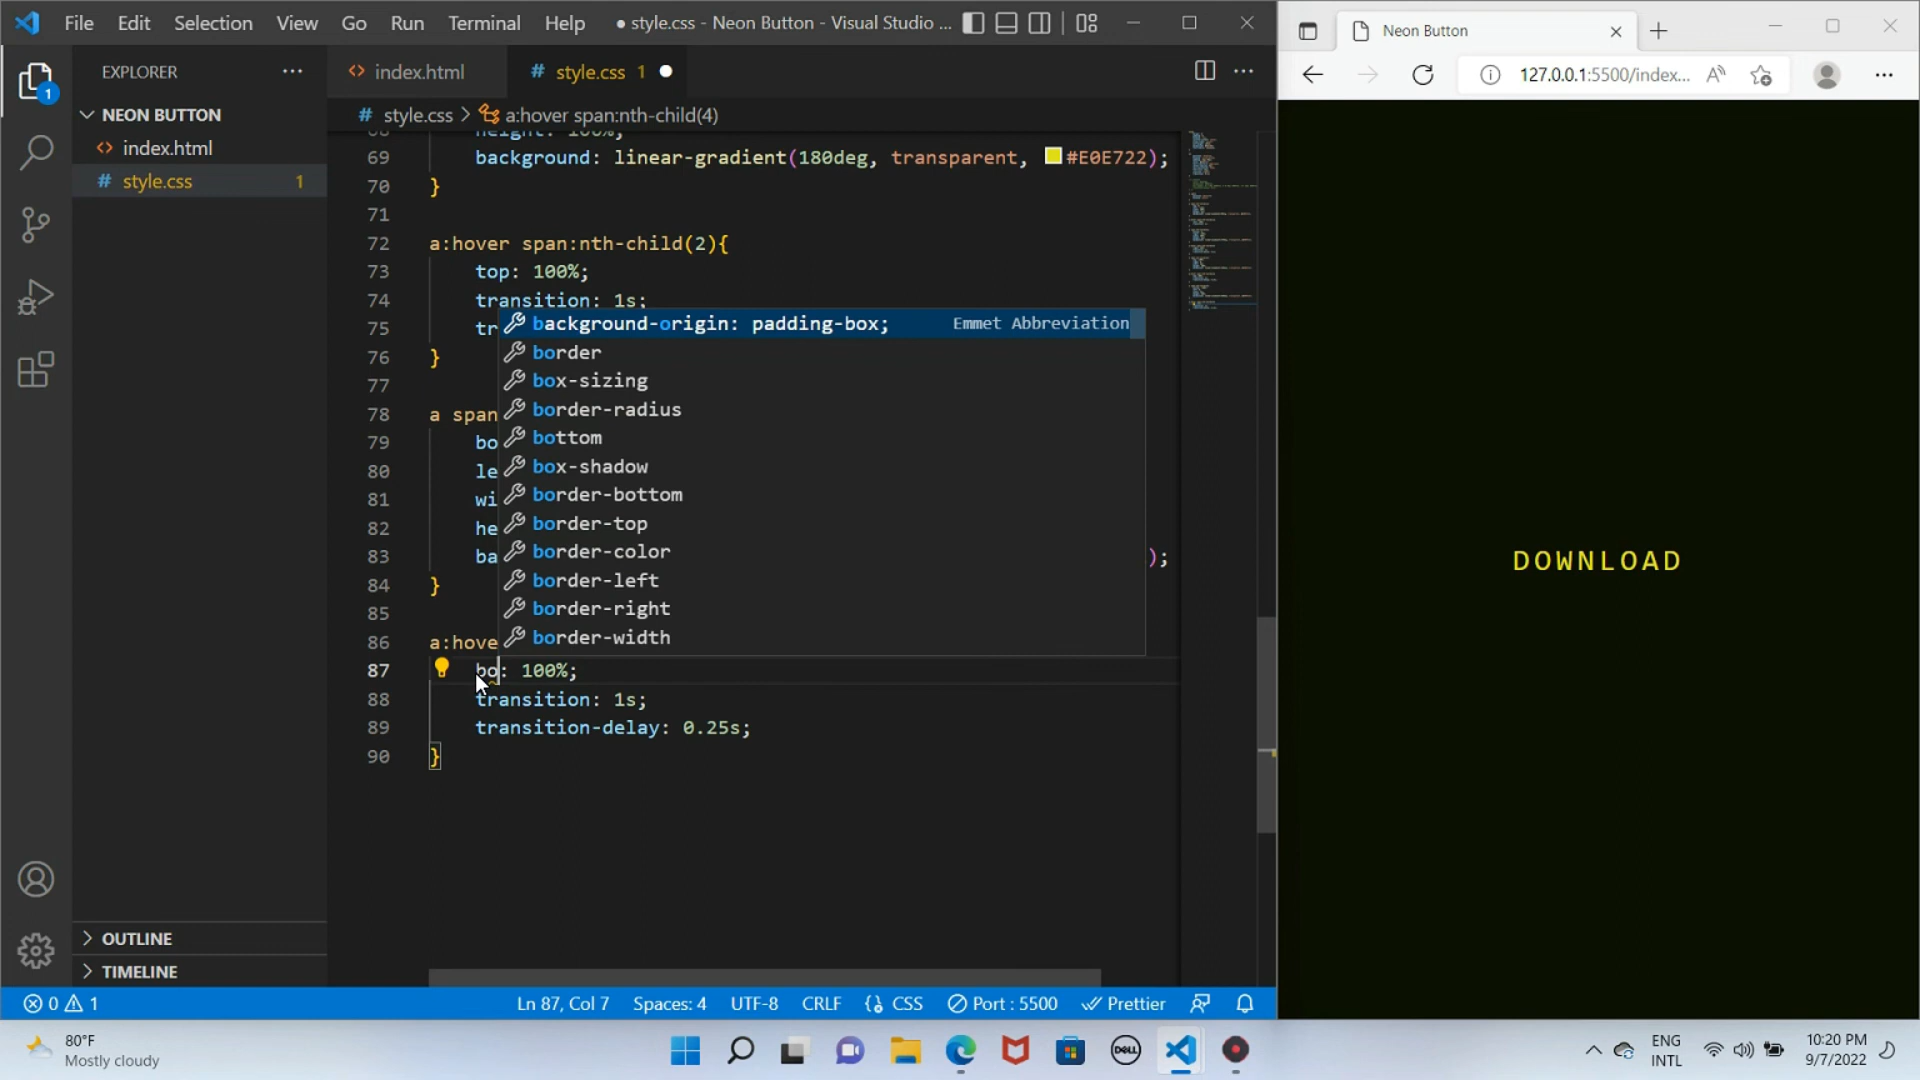 File Edit Selection View Go Run Terminal Help
● style.css - Neon Button - Visual Studio ...
EXPLORER
NEON BUTTON
index.html
style.css 1
1
index.html
# style.css 1
# style.css > a:hover span:nth-child(4)
68 height: 100%;
69 background: linear-gradient(180deg, transparent, #E0E722);
70 }
71
72 a:hover span:nth-child(2){
73 top: 100%;
74 transition: 1s;
75 tr
76 }
77
78 a span
79 bo
80 le
81 wi
82 he
83 ba );
84 }
85
86 a:hove
87 bo: 100%;
88 transition: 1s;
89 transition-delay: 0.25s;
90 }
background-origin: padding-box; Emmet Abbreviation
border
box-sizing
border-radius
bottom
box-shadow
border-bottom
border-top
border-color
border-left
border-right
border-width
OUTLINE
TIMELINE
0 1
Ln 87, Col 7 Spaces: 4 UTF-8 CRLF {} CSS Port : 5500 Prettier
Neon Button
127.0.0.1:5500/index...
DOWNLOAD
80°F
Mostly cloudy
DELL
ENG
INTL
10:20 PM
9/7/2022